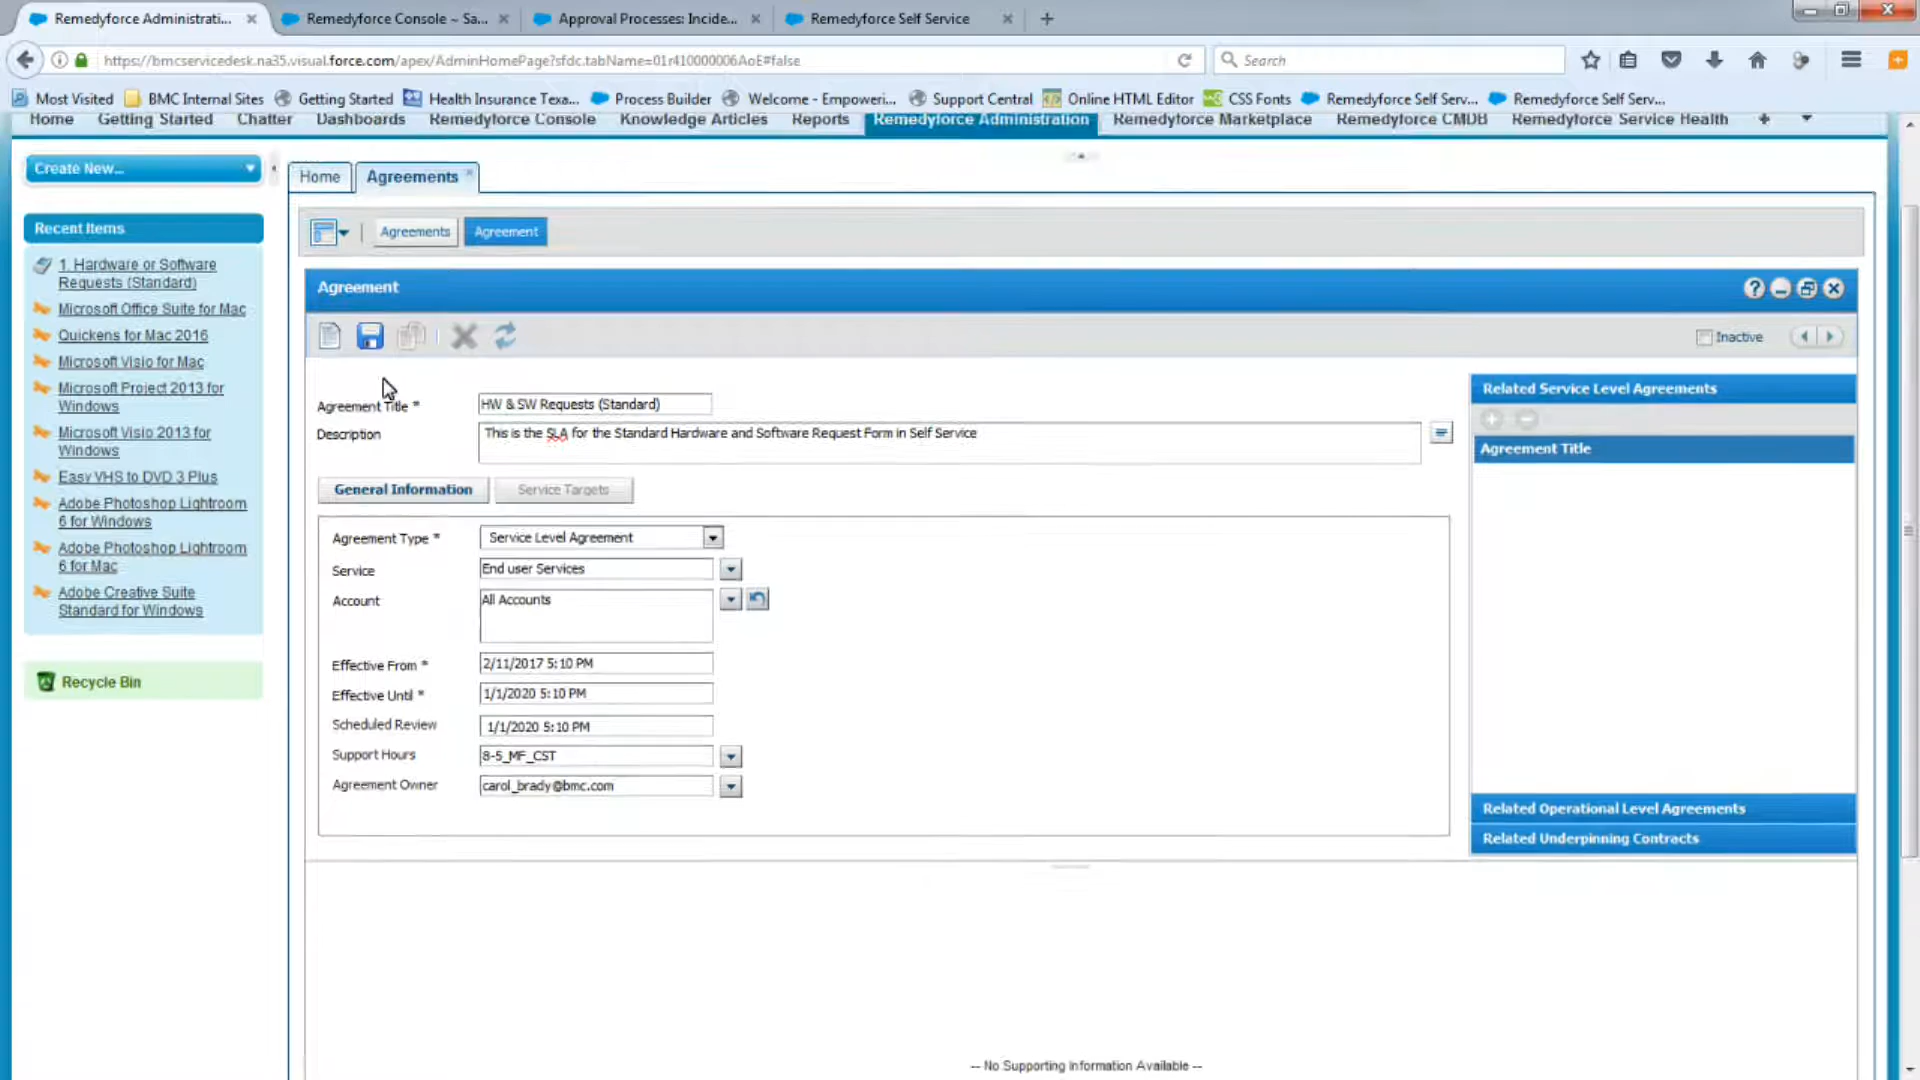 Remedyforce Administrati...
Remedyforce Console ~ Sa...
Approval Processes: Incide...
Remedyforce Self Service
https://bmcservicedesk.na35.visual.force.com/apex/AdminHomePage?sfdc.tabName=01r410000006AoE#false
Search
Most Visited
BMC Internal Sites
Getting Started
Health Insurance Texa...
Process Builder
Welcome - Empoweri...
Support Central
Online HTML Editor
CSS Fonts
Remedyforce Self Serv...
Remedyforce Self Serv...
Home
Getting Started
Chatter
Dashboards
Remedyforce Console
Knowledge Articles
Reports
Remedyforce Administration
Remedyforce Marketplace
Remedyforce CMDB
Remedyforce Service Health
Create New...
Recent Items
1. Hardware or Software
Requests (Standard)
Microsoft Office Suite for Mac
Quickens for Mac 2016
Microsoft Visio for Mac
Microsoft Project 2013 for
Windows
Microsoft Visio 2013 for
Windows
Easy VHS to DVD 3 Plus
Adobe Photoshop Lightroom
6 for Windows
Adobe Photoshop Lightroom
6 for Mac
Adobe Creative Suite
Standard for Windows
Recycle Bin
Home
Agreements
Agreements
Agreement
Agreement
Inactive
Agreement Title *
HW & SW Requests (Standard)
Description
This is the SLA for the Standard Hardware and Software Request Form in Self Service
General Information
Service Targets
Agreement Type *
Service Level Agreement
Service
End user Services
Account
All Accounts
Effective From *
2/11/2017 5:10 PM
Effective Until *
1/1/2020 5:10 PM
Scheduled Review
1/1/2020 5:10 PM
Support Hours
8-5_MF_CST
Agreement Owner
carol_brady@bmc.com
Related Service Level Agreements
Agreement Title
Related Operational Level Agreements
Related Underpinning Contracts
-- No Supporting Information Available --